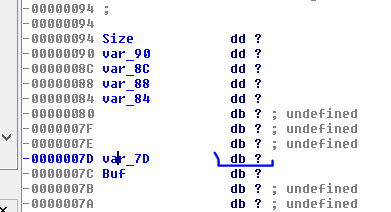 -00000094 ;
-00000094
-00000094 Size dd ?
-00000090 var_90 dd ?
-0000008C var_8C dd ?
-00000088 var_88 dd ?
-00000084 var_84 dd ?
-00000080 db ? ; undefined
-0000007F db ? ; undefined
-0000007E db ? ; undefined
-0000007D var_7D db ?
-0000007C Buf db ?
-0000007B db ? ; undefined
-0000007A db ? ; undefined